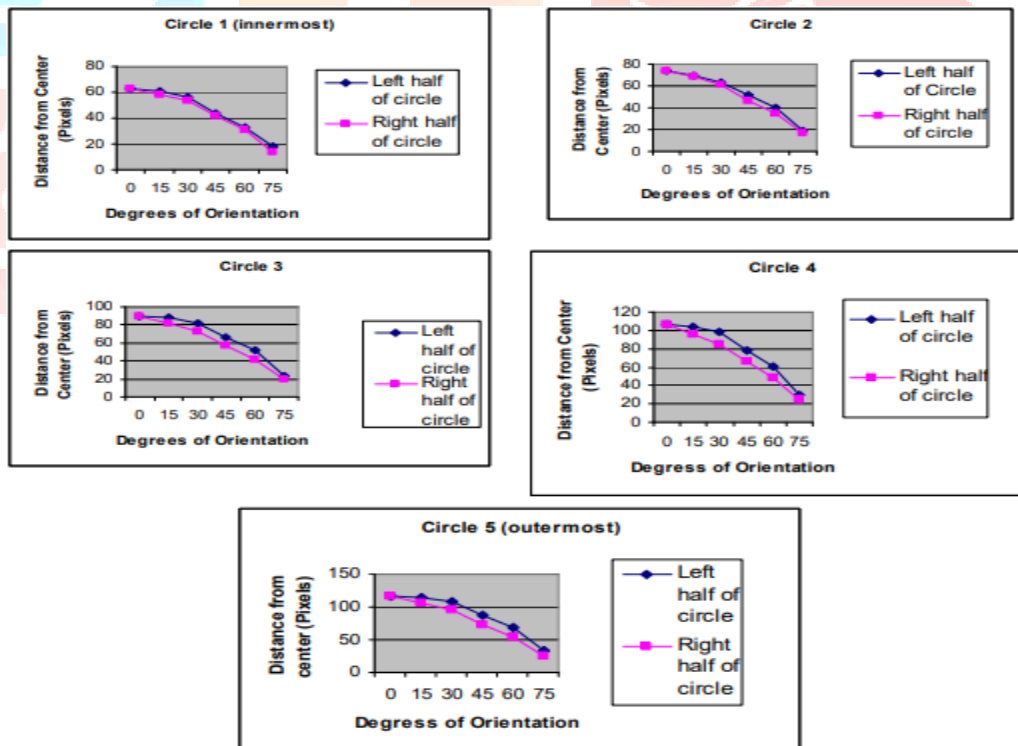 Circle 1 (innermost)
Distance from Center
(Pixels)
80
60
40
20
0
0 15 30 45 60 75
Degrees of Orientation
Left half
of circle
Right half
of circle
Circle 2
Distance from
Center (Pixels)
80
60
40
20
0
0 15 30 45 60 75
Degrees of Orientation
Left half
of Circle
Right half
of circle
Circle 3
Distance from
Center (Pixels)
100
80
60
40
20
0
0 15 30 45 60 75
Degrees of Orientation
Left
half of
circle
Right
half of
circle
Circle 4
Distance from Center
(Pixels)
120
100
80
60
40
20
0
0 15 30 45 60 75
Degress of Orientation
Left half
of circle
Right half
of circle
Circle 5 (outermost)
Distance from
center (Pixels)
150
100
50
0
0 15 30 45 60 75
Degrees of Orientation
Left
half of
circle
Right
half of
circle